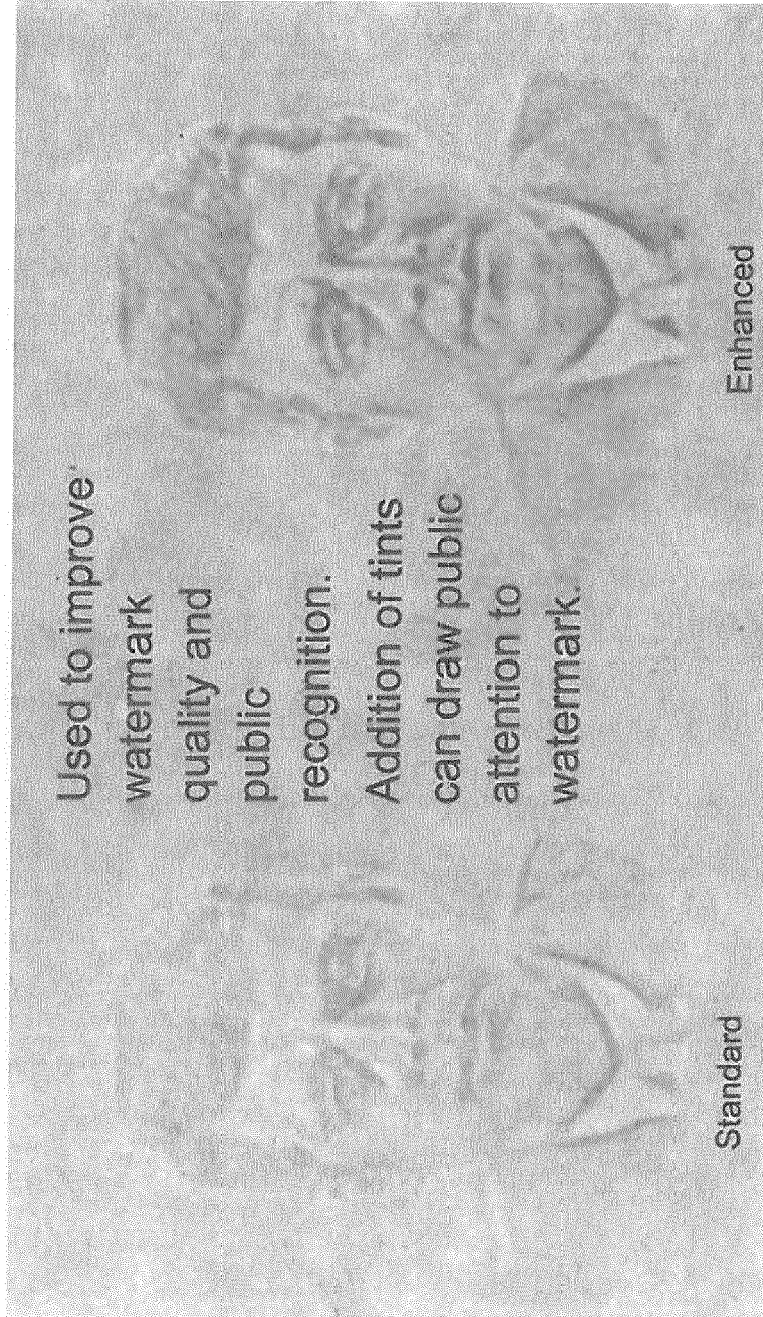 Used to improve
watermark
quality and
public
recognition.
Addition of tints
can draw public
attention to
watermark.
Standard
Enhanced